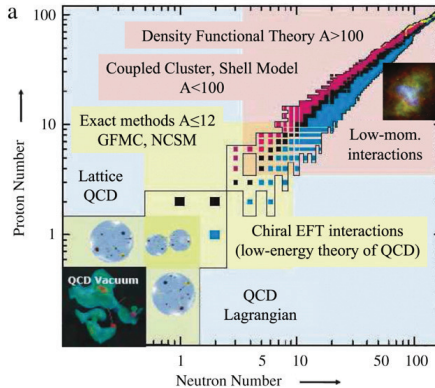 a
Density Functional Theory A>100
Coupled Cluster, Shell Model
A<100
Exact methods A≤12
GFMC, NCSM
Low-mom.
interactions
Lattice
QCD
Chiral EFT interactions
(low-energy theory of QCD)
QCD Vacuum
QCD
Lagrangian
Proton Number
100
50
10
5
1
1
5
10
50
100
Neutron Number